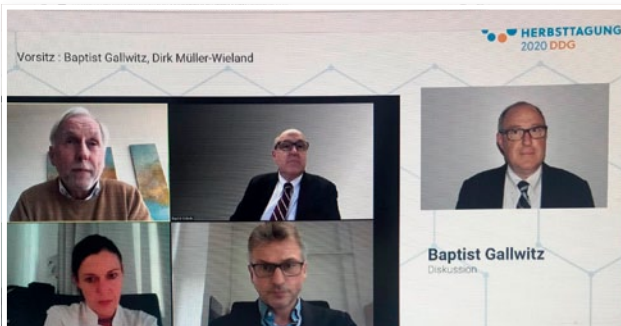 HERBSTTAGUNG
2020 DDG
Vorsitz : Baptist Gallwitz, Dirk Müller-Wieland
Baptist Gallwitz
Diskussion